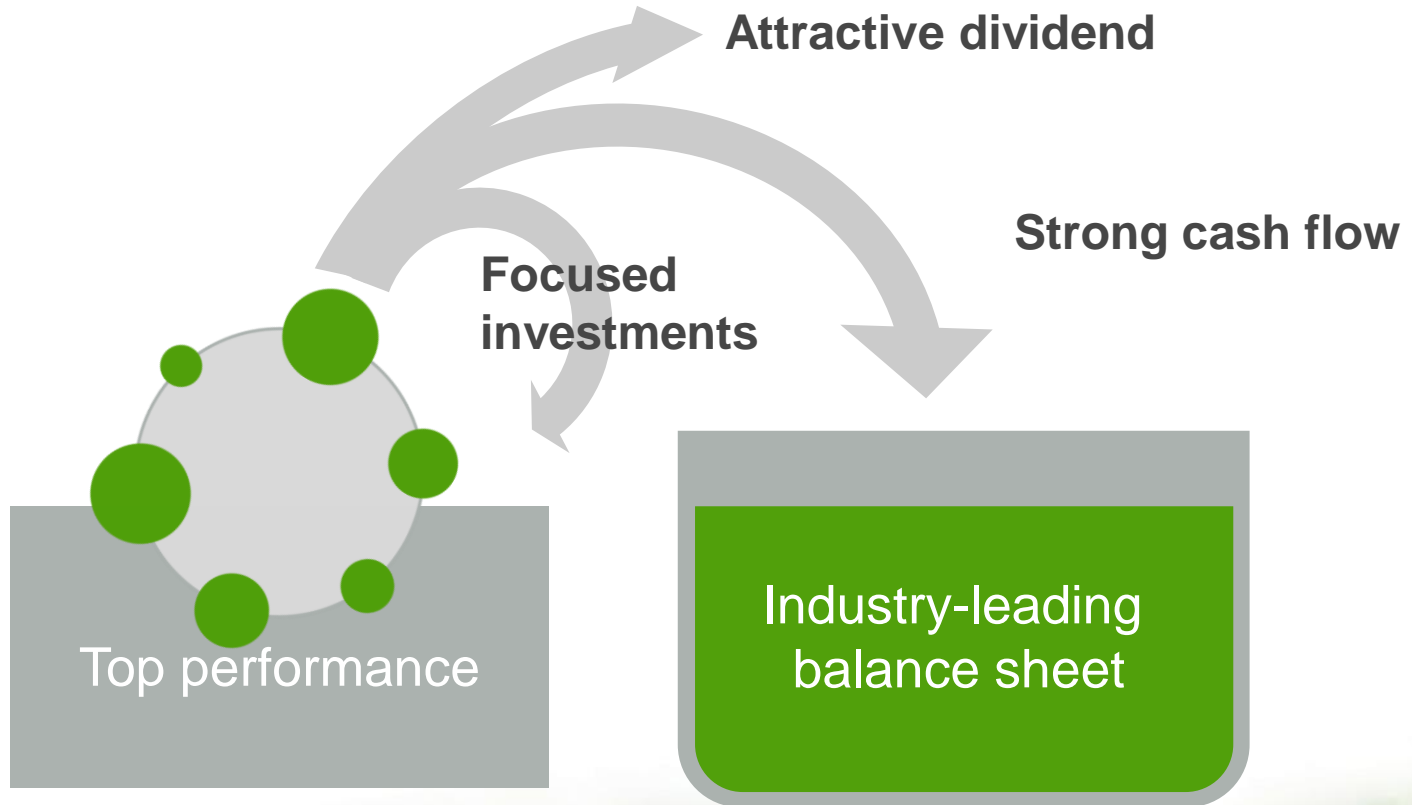 Attractive dividend
Strong cash flow
Focused
investments
Top performance
Industry-leading
balance sheet